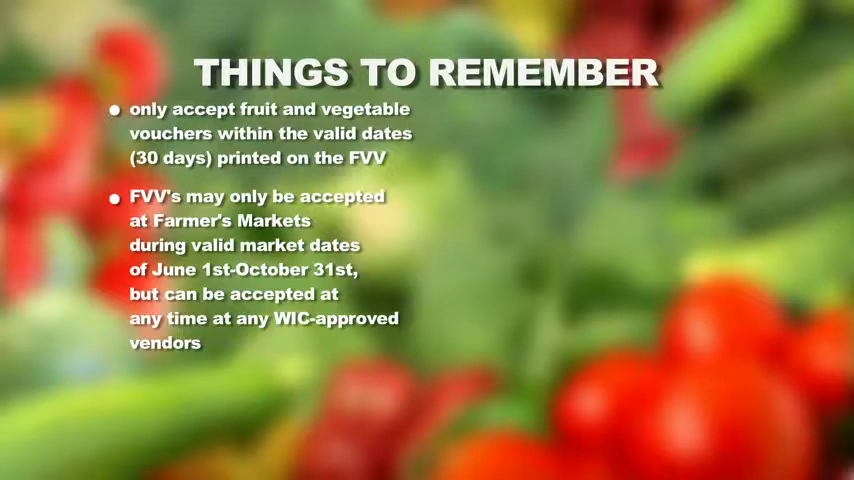 THINGS TO REMEMBER
• only accept fruit and vegetable
vouchers within the valid dates
(30 days) printed on the FVV
• FVV's may only be accepted
at Farmer's Markets
during valid market dates
of June 1st-October 31st,
but can be accepted at
any time at any WIC-approved
vendors